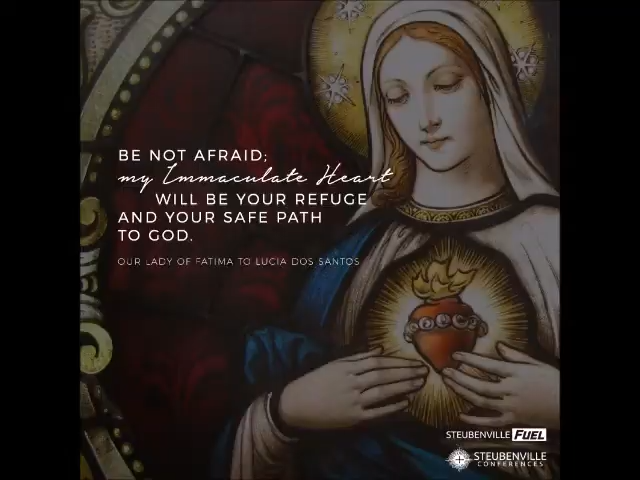 BE NOT AFRAID;
my Immaculate Heart
WILL BE YOUR REFUGE
AND YOUR SAFE PATH
TO GOD.
OUR LADY OF FATIMA TO LUCIA DOS SANTOS
STEUBENVILLE FUEL
STEUBENVILLE
CONFERENCES